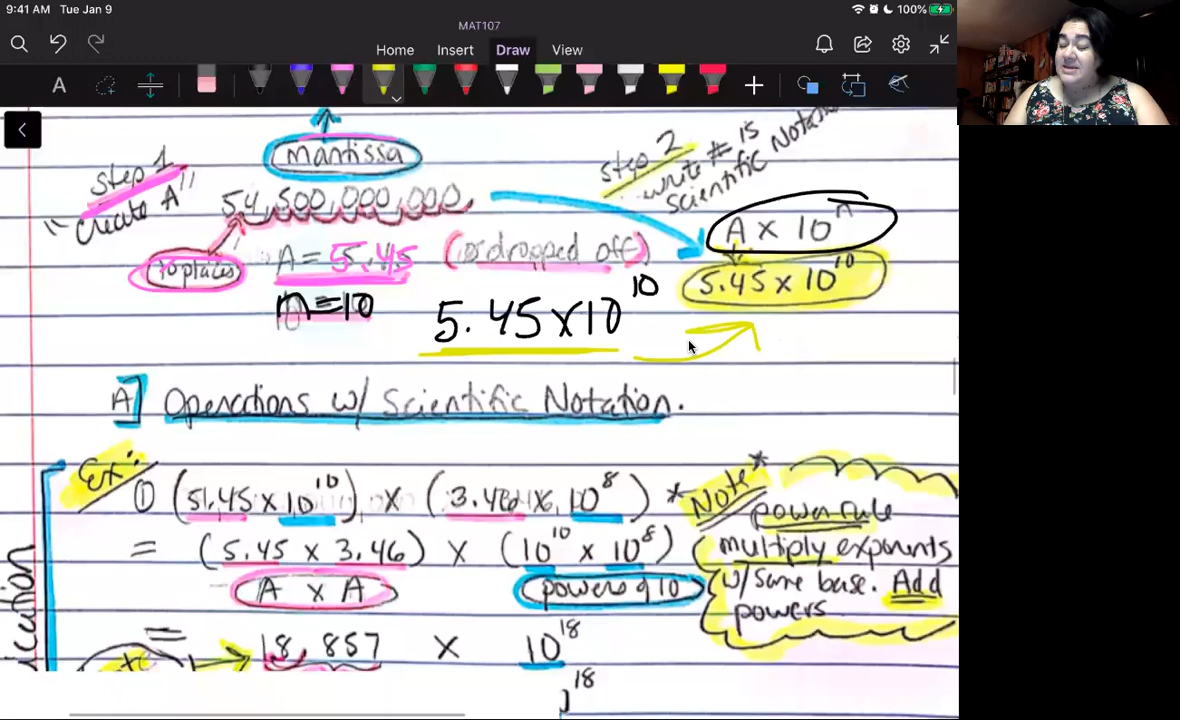 9:41 AM Tue Jan 9
100%
MAT107
Home Insert Draw View
A
mantissa
step 1
"create A"
54,500,000,000.
step 2
write # is
scientific Notation
10 places
A = 5.45 (0s dropped off)
n = 10
5.45 x 10^10
A x 10^n
5.45 x 10^10
A] Operations w/ Scientific Notation.
Ex:
① (5.45 x 10^10) x (3.46 x 10^8)
= (5.45 x 3.46) x (10^10 x 10^8)
A x A powers of 10
= 18.857 x 10^18
18
*Note*
power rule
multiply exponents
w/ same base. Add
powers